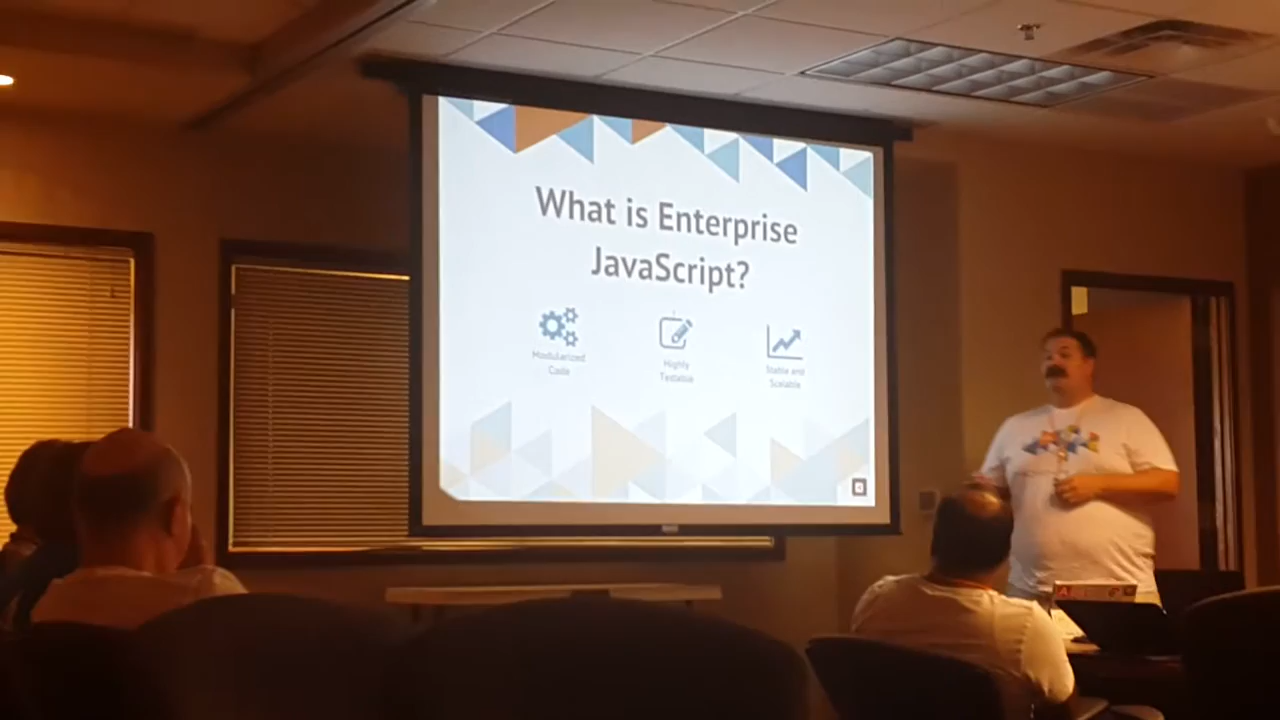 What is Enterprise
JavaScript?
Modularized
Code
Highly
Testable
Stable and
Scalable